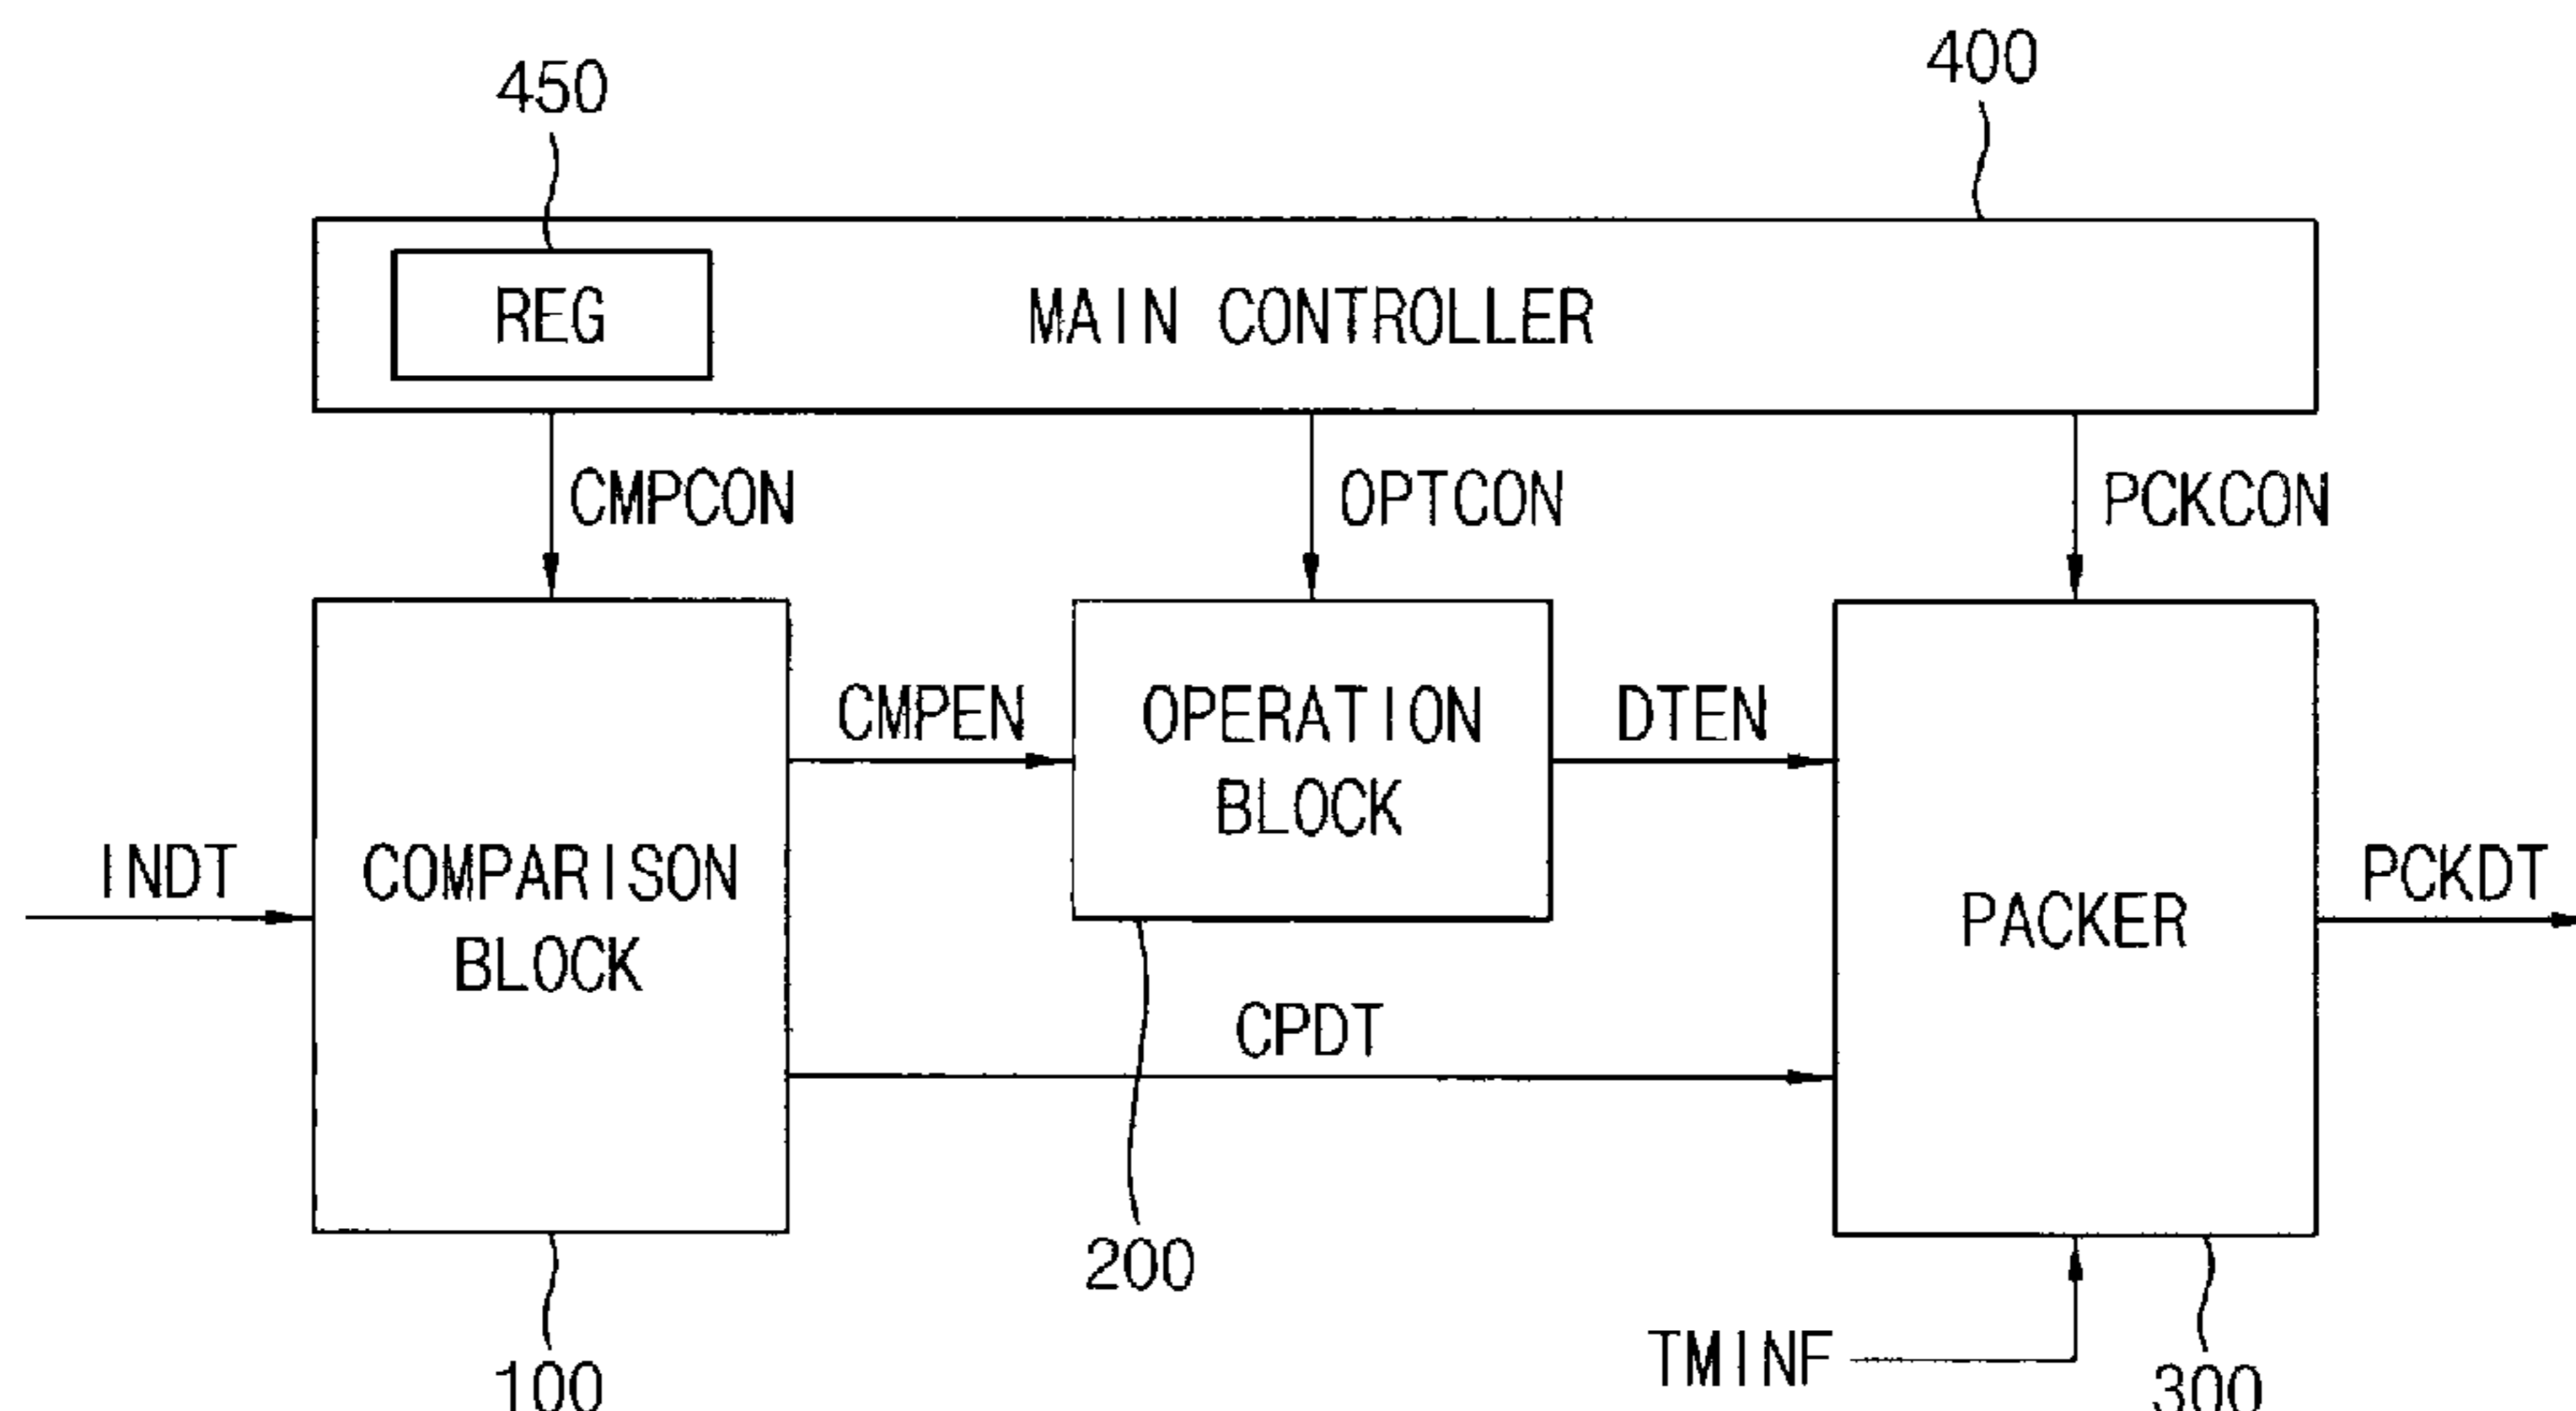 400
450
REG
MAIN CONTROLLER
CMPCON
OPTCON
PCKCON
CMPEN
OPERATION
BLOCK
DTEN
INDT
COMPARISON
BLOCK
PACKER
PCKDT
CPDT
200
TMINF
100
300